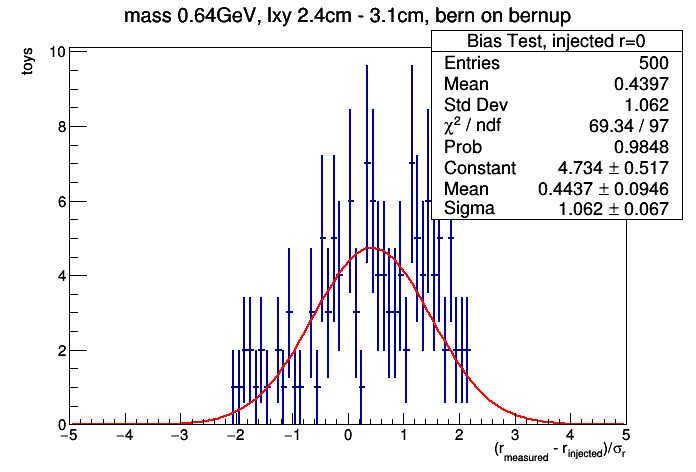 mass 0.64GeV, lxy 2.4cm - 3.1cm, bern on bernup
Bias Test, injected r=0
Entries 500
Mean 0.4397
Std Dev 1.062
χ² / ndf 69.34 / 97
Prob 0.9848
Constant 4.734 ± 0.517
Mean 0.4437 ± 0.0946
Sigma 1.062 ± 0.067
toys
10
8
6
4
2
0
−5 −4 −3 −2 −1 0 1 2 3 4 5
(r_measured - r_injected)/σ_r